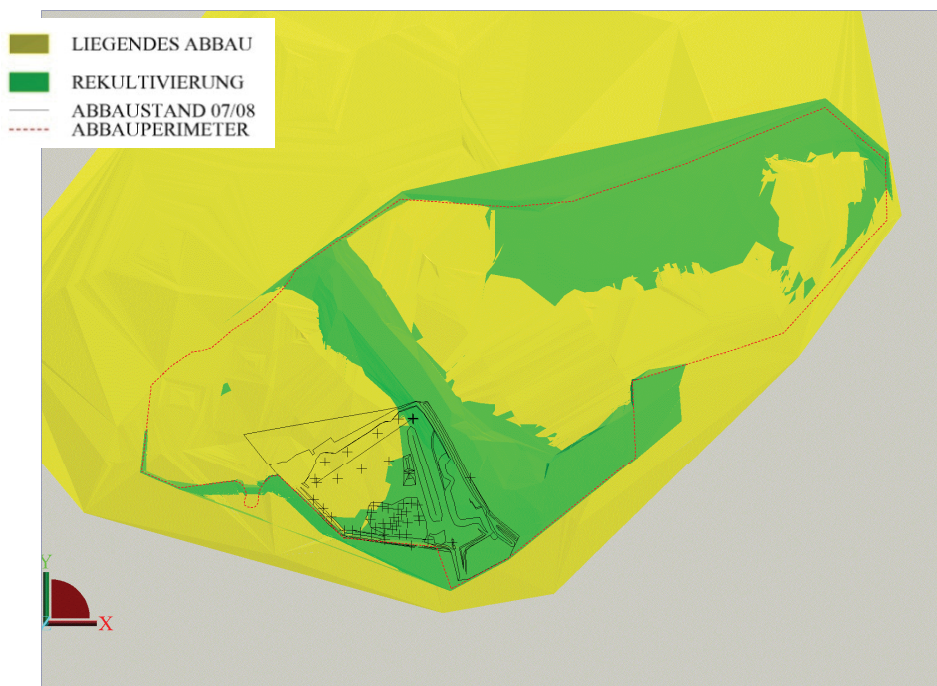 LIEGENDES ABBAU
REKULTIVIERUNG
ABBAUSTAND 07/08
ABBAUPERIMETER
Y
X